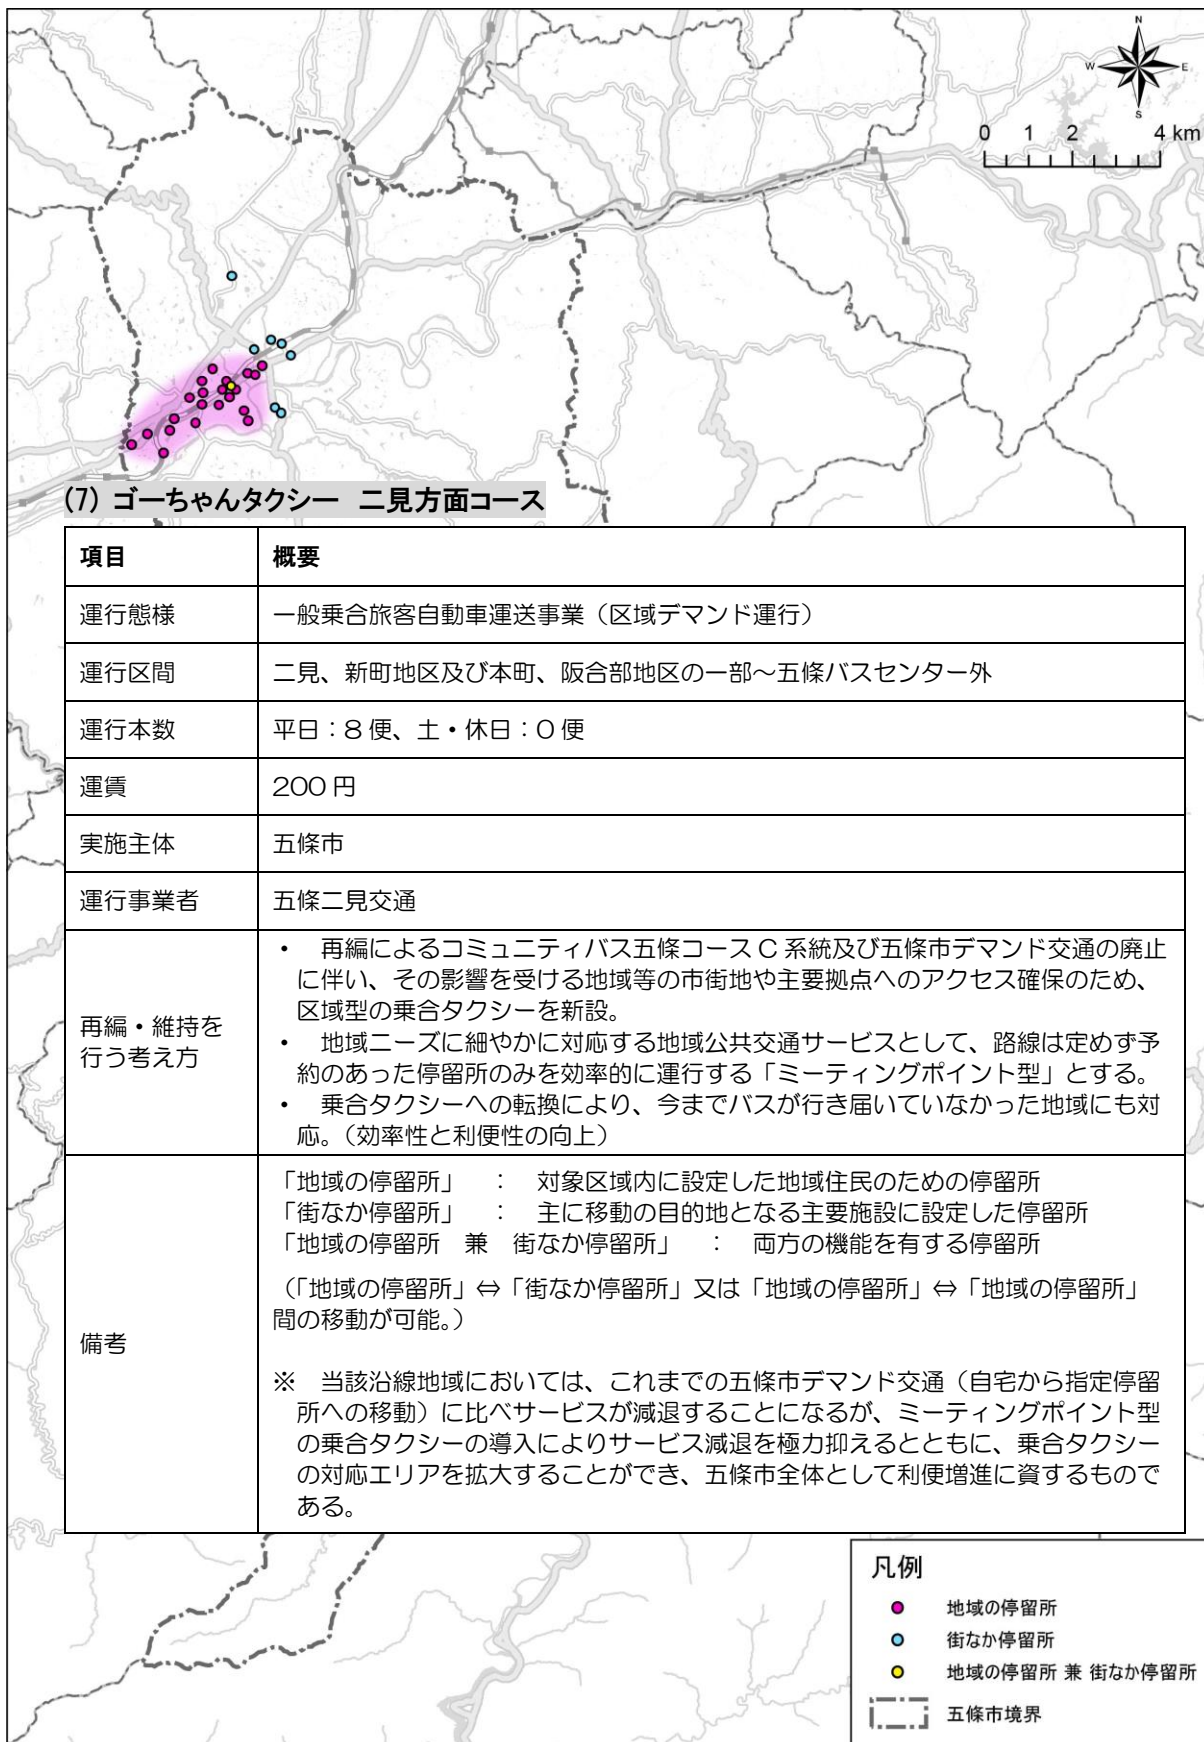 N
W E
S
0 1 2 4 km
(7) ゴーちゃんタクシー 二見方面コース
項目 概要
運行態様 一般乗合旅客自動車運送事業（区域デマンド運行）
運行区間 二見、新町地区及び本町、阪合部地区の一部～五條バスセンター外
運行本数 平日：8 便、土・休日：0 便
運賃 200 円
実施主体 五條市
運行事業者 五條二見交通
再編・維持を
行う考え方
・ 再編によるコミュニティバス五條コース C 系統及び五條市デマンド交通の廃止
に伴い、その影響を受ける地域等の市街地や主要拠点へのアクセス確保のため、
区域型の乗合タクシーを新設。
・ 地域ニーズに細やかに対応する地域公共交通サービスとして、路線は定めず予
約のあった停留所のみを効率的に運行する「ミーティングポイント型」とする。
・ 乗合タクシーへの転換により、今までバスが行き届いていなかった地域にも対
応。（効率性と利便性の向上）
備考
「地域の停留所」 ： 対象区域内に設定した地域住民のための停留所
「街なか停留所」 ： 主に移動の目的地となる主要施設に設定した停留所
「地域の停留所 兼 街なか停留所」 ： 両方の機能を有する停留所
（「地域の停留所」⇔「街なか停留所」又は「地域の停留所」⇔「地域の停留所」
間の移動が可能。）
※ 当該沿線地域においては、これまでの五條市デマンド交通（自宅から指定停留
所への移動）に比べサービスが減退することになるが、ミーティングポイント型
の乗合タクシーの導入によりサービス減退を極力抑えるとともに、乗合タクシー
の対応エリアを拡大することができ、五條市全体として利便増進に資するもので
ある。
凡例
地域の停留所
街なか停留所
地域の停留所 兼 街なか停留所
五條市境界